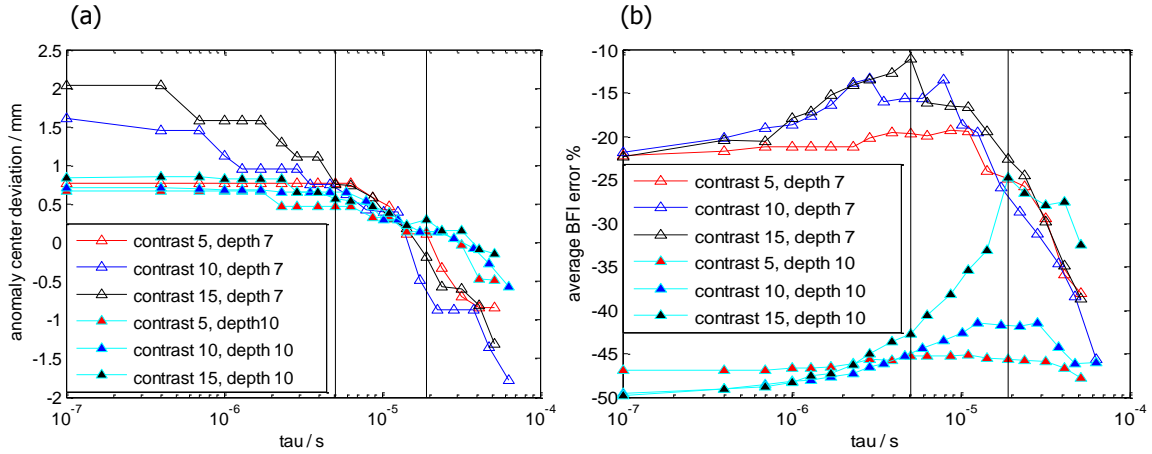 (a)
(b)
anomaly center deviation / mm
2.5
2
1.5
1
0.5
0
-0.5
-1
-1.5
-2
contrast 5, depth 7
contrast 10, depth 7
contrast 15, depth 7
contrast 5, depth10
contrast 10, depth 10
contrast 15, depth 10
10^-7
10^-6
10^-5
10^-4
tau / s
average BFI error %
-10
-15
-20
-25
-30
-35
-40
-45
-50
contrast 5, depth 7
contrast 10, depth 7
contrast 15, depth 7
contrast 5, depth 10
contrast 10, depth 10
contrast 15, depth 10
10^-7
10^-6
10^-5
10^-4
tau / s